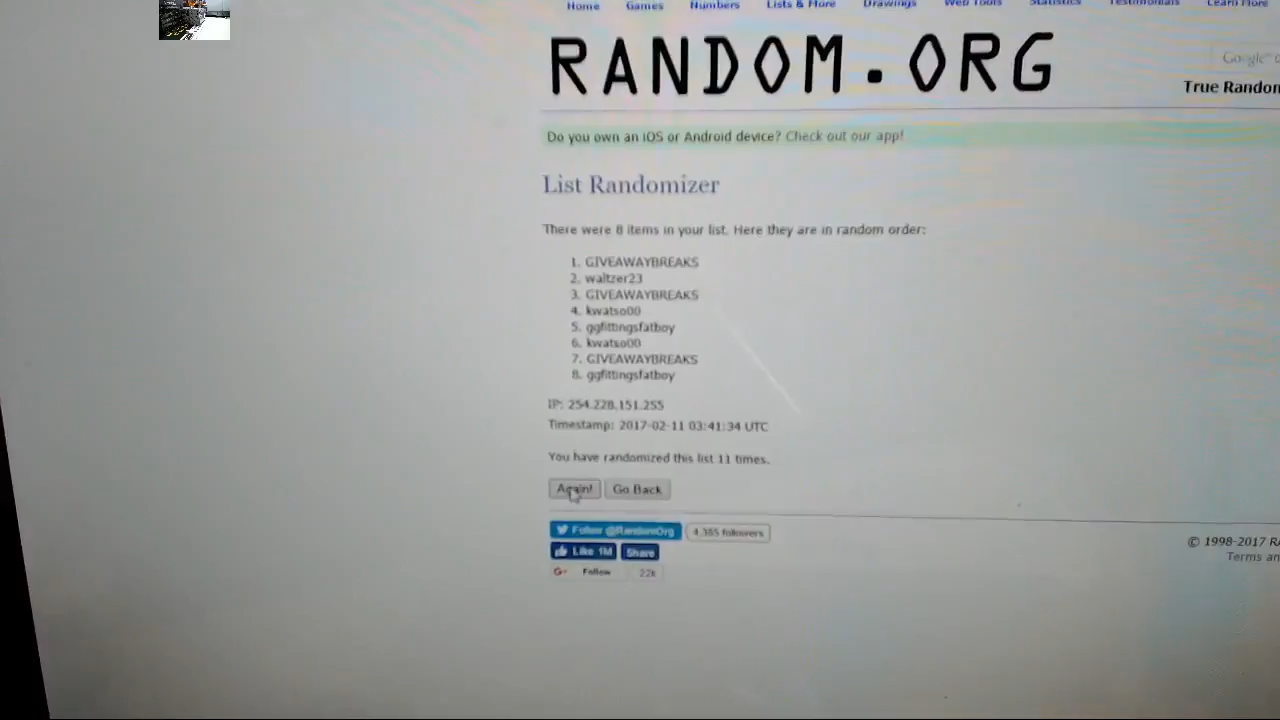 Home Games Numbers Lists & More Drawings Web Tools Statistics Testimonials Learn More
RANDOM.ORG
Google™
True Random
Do you own an iOS or Android device? Check out our app!
List Randomizer
There were 8 items in your list. Here they are in random order:
1. GIVEAWAYBREAKS
2. waltzer23
3. GIVEAWAYBREAKS
4. kwatso00
5. ggfittingsfatboy
6. kwatso00
7. GIVEAWAYBREAKS
8. ggfittingsfatboy
IP: 254.228.151.255
Timestamp: 2017-02-11 03:41:34 UTC
You have randomized this list 11 times.
Again! Go Back
Follow @RandomOrg 4,385 followers
Like 1M Share
G+ Follow 22k
© 1998-2017 RA
Terms an